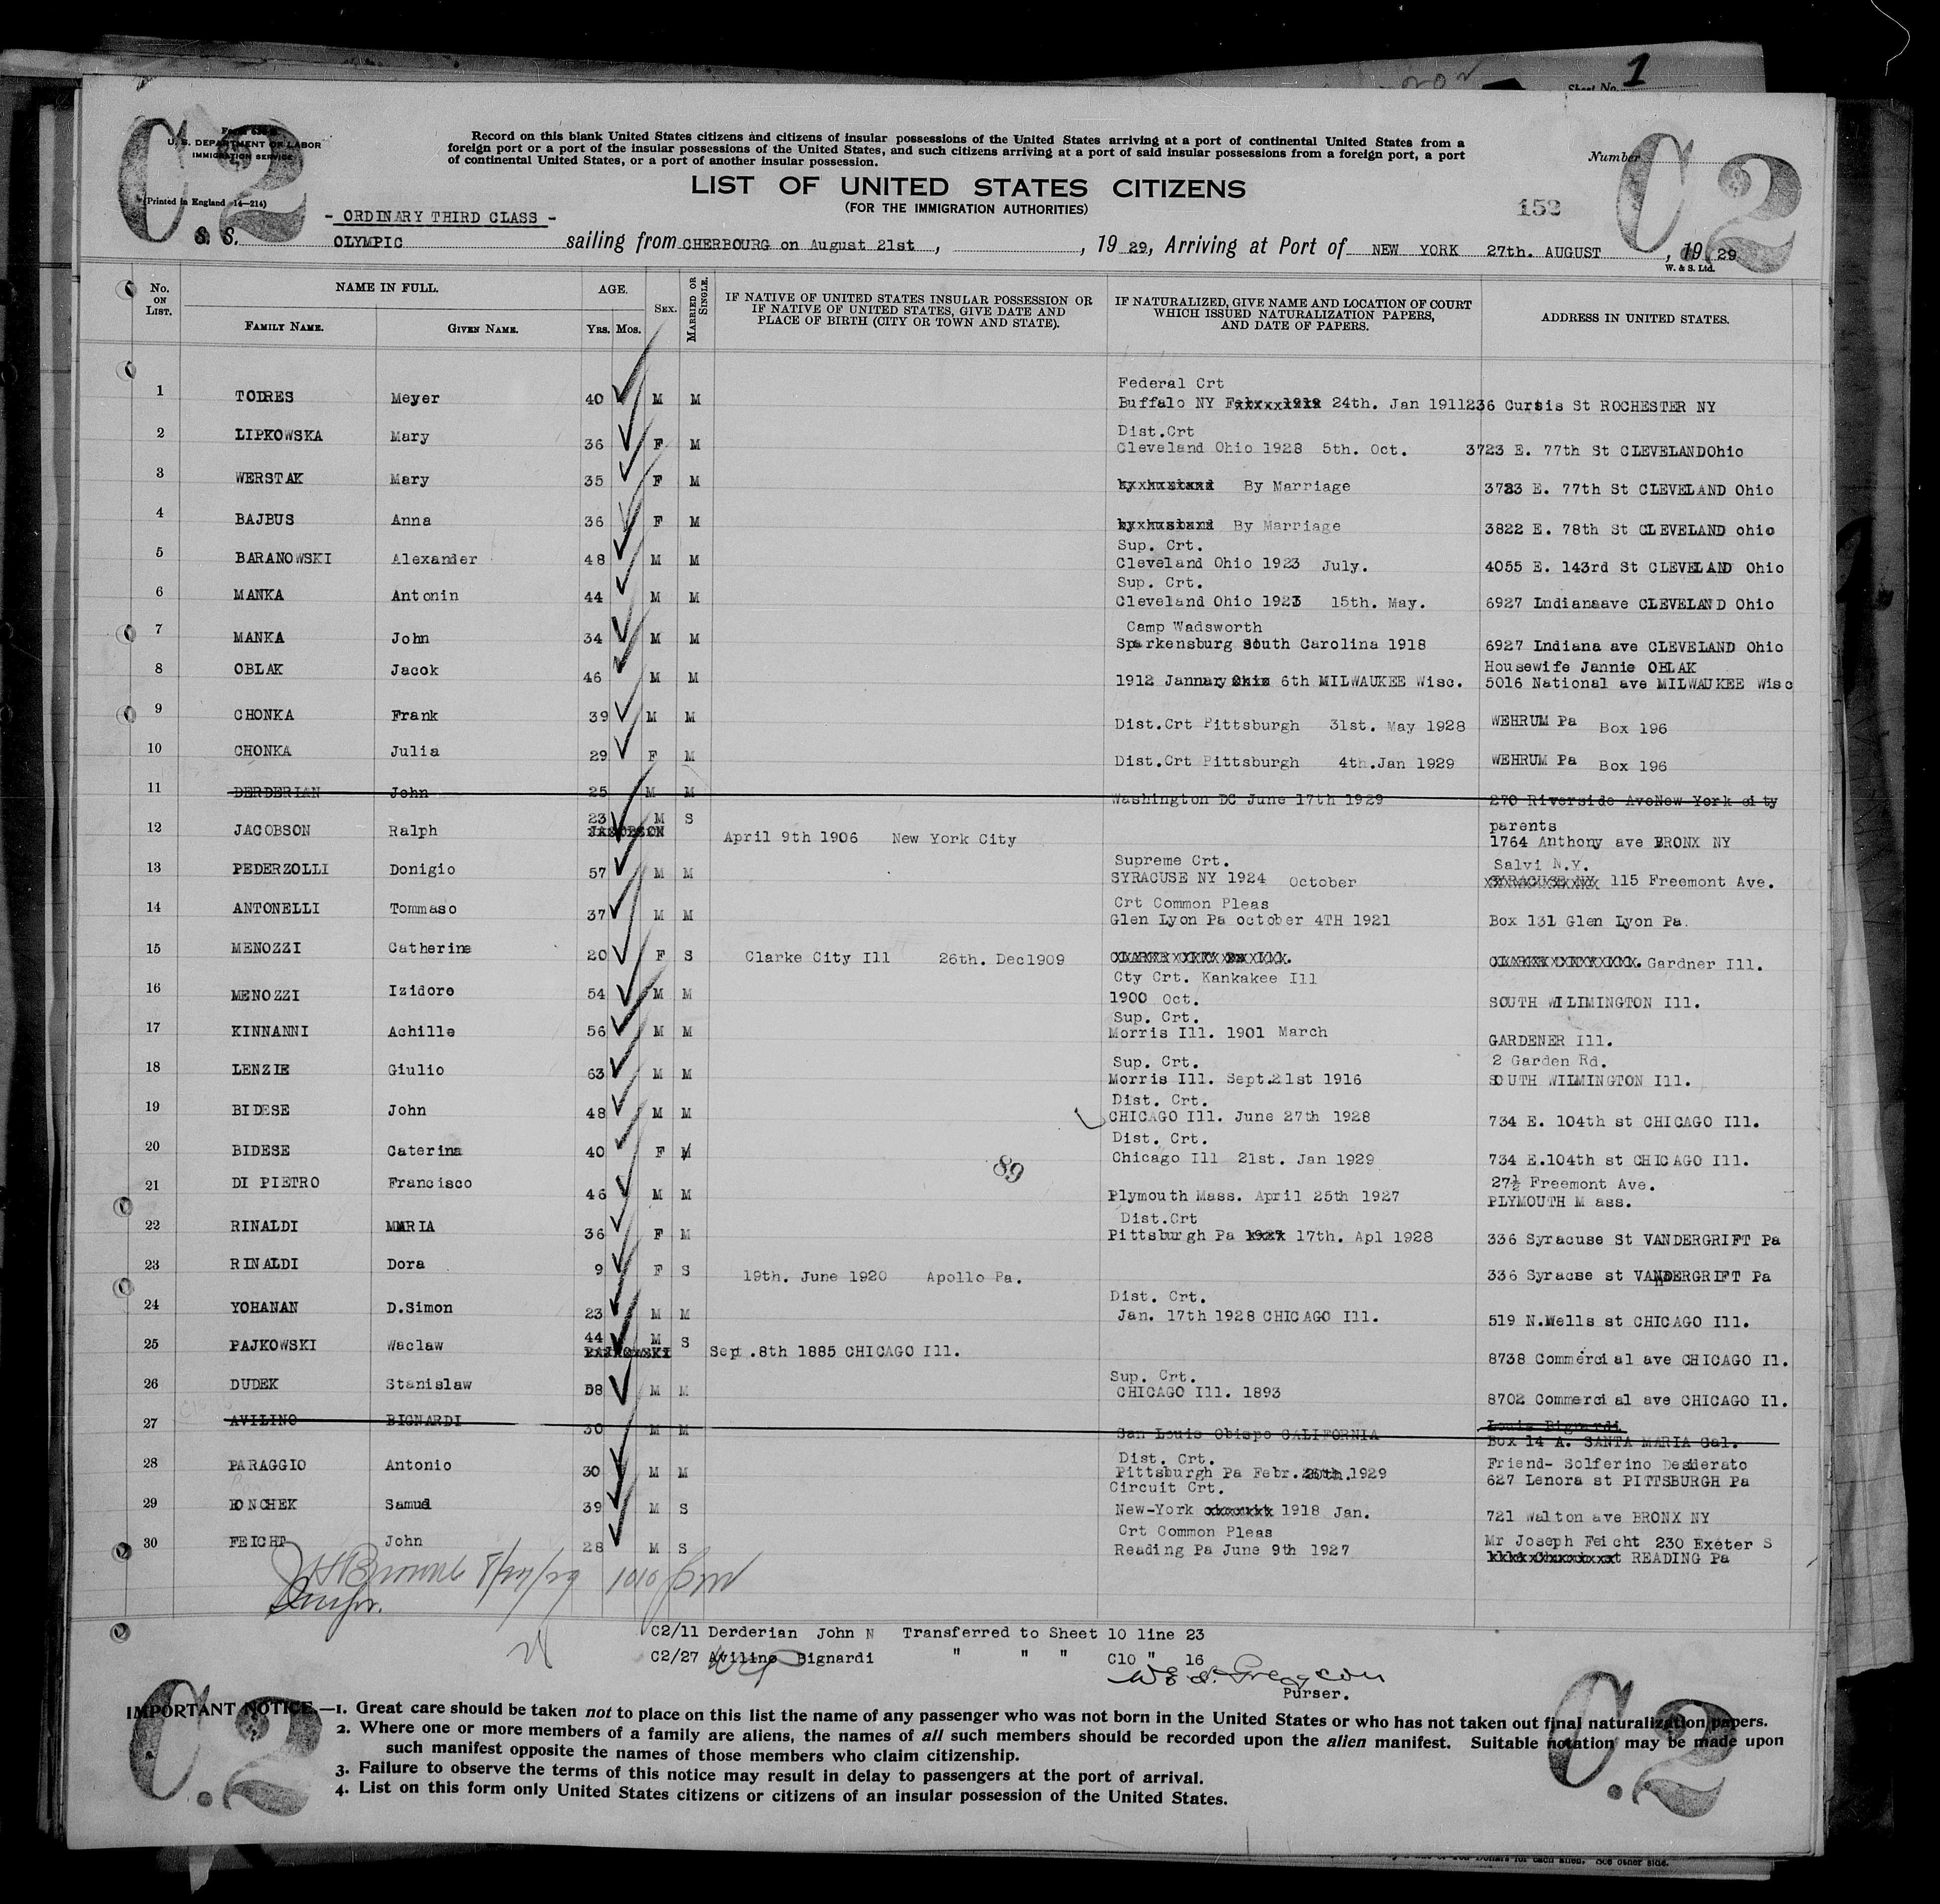 Sheet No. 1
C2
C2
Form 630 B
U. S. DEPARTMENT OF LABOR
IMMIGRATION SERVICE
(Printed in England 14—214)
Record on this blank United States citizens and citizens of insular possessions of the United States arriving at a port of continental United States from a
foreign port or a port of the insular possessions of the United States, and such citizens arriving at a port of said insular possessions from a foreign port, a port
of continental United States, or a port of another insular possession.
Number
LIST OF UNITED STATES CITIZENS
(FOR THE IMMIGRATION AUTHORITIES)
152
- ORDINARY THIRD CLASS -
S. S. OLYMPIC sailing from CHERBOURG on August 21st , , 19 29, Arriving at Port of NEW YORK 27th. AUGUST , 19 29
W. & S. Ltd.
No. ON LIST. NAME IN FULL. FAMILY NAME. GIVEN NAME. AGE. YRS. MOS. SEX. MARRIED OR SINGLE. IF NATIVE OF UNITED STATES INSULAR POSSESSION OR IF NATIVE OF UNITED STATES, GIVE DATE AND PLACE OF BIRTH (CITY OR TOWN AND STATE). IF NATURALIZED, GIVE NAME AND LOCATION OF COURT WHICH ISSUED NATURALIZATION PAPERS, AND DATE OF PAPERS. ADDRESS IN UNITED STATES.
Federal Crt
1 TODRES Meyer 40 M M Buffalo NY 24th. Jan 1911 236 Curtis St ROCHESTER NY
Dist.Crt
2 LIPKOWSKA Mary 36 F M Cleveland Ohio 1928 5th. Oct. 3723 E. 77th St CLEVELANDOhio
3 WERSTAK Mary 35 F M By Marriage 3783 E. 77th St CLEVELAND Ohio
4 BAJBUS Anna 36 F M By Marriage 3822 E. 78th St CLEVELAND ohio
Sup. Crt.
5 BARANOWSKI Alexander 48 M M Cleveland Ohio 1923 July. 4055 E. 143rd St CLEVELAND Ohio
Sup. Crt.
6 MANKA Antonin 44 M M Cleveland Ohio 1923 15th. May. 6927 Indianaave CLEVELAND Ohio
Camp Wadsworth
7 MANKA John 34 M M Sparkensburg South Carolina 1918 6927 Indiana ave CLEVELAND Ohio
Housewife Jannie OBLAK
8 OBLAK Jacok 46 M M 1912 Jannary 6th MILWAUKEE Wisc. 5016 National ave MILWAUKEE Wisc
9 CHONKA Frank 39 M M Dist.Crt Pittsburgh 31st. May 1928 WEHRUM Pa Box 196
10 CHONKA Julia 29 F M Dist.Crt Pittsburgh 4th.Jan 1929 WEHRUM Pa Box 196
11 DERDERIAN John 25 M M Washington DC June 17th 1929 270 Riverside AveNew York city
parents
12 JACOBSON Ralph 23 JACOBSON M S April 9th 1906 New York City 1764 Anthony ave BRONX NY
Supreme Crt. Salvi N.Y.
13 PEDERZOLLI Donigio 57 M M SYRACUSE NY 1924 October SYRACUSE NY 115 Freemont Ave.
Crt Common Pleas
14 ANTONELLI Tommaso 37 M M Glen Lyon Pa october 4TH 1921 Box 131 Glen Lyon Pa.
15 MENOZZI Catherine 20 F S Clarke City Ill 26th. Dec1909 Gardner Ill.
Cty Crt. Kankakee Ill
16 MENOZZI Izidore 54 M M 1900 Oct. SOUTH WILIMINGTON Ill.
Sup. Crt.
17 KINNANNI Achille 56 M M Morris Ill. 1901 March GARDENER Ill.
Sup. Crt. 2 Garden Rd.
18 LENZIE Giulio 63 M M Morris Ill. Sept.21st 1916 SOUTH WILMINGTON Ill.
Dist. Crt.
19 BIDESE John 48 M M CHICAGO Ill. June 27th 1928 734 E. 104th st CHICAGO Ill.
Dist. Crt.
20 BIDESE Caterina 40 F M 89 Chicago Ill 21st. Jan 1929 734 E.104th st CHICAGO Ill.
27½ Freemont Ave.
21 DI PIETRO Francisco 46 M M Plymouth Mass. April 25th 1927 PLYMOUTH M ass.
Dist.Crt
22 RINALDI MARIA 36 F M Pittsburgh Pa 1927 17th. Apl 1928 336 Syracuse St VANDERGRIFT Pa
23 RINALDI Dora 9 F S 19th. June 1920 Apollo Pa. 336 Syracse st VANDERGRIFT Pa
Dist. Crt.
24 YOHANAN D.Simon 23 M M Jan. 17th 1928 CHICAGO Ill. 519 N.Wells st CHICAGO Ill.
25 PAJKOWSKI Waclaw 44 PAJKOWSKI M S Sept.8th 1885 CHICAGO Ill. 8738 Commercial ave CHICAGO Il.
Sup. Crt.
26 DUDEK Stanislaw 58 M M CHICAGO Ill. 1893 8702 Commercial ave CHICAGO Il.
Louis Bignardi
27 AVILINO BIGNARDI 30 M M San Louis Obispo CALIFORNIA Box 14 A. SANTA MARIA Cal.
Dist. Crt. Friend- Solferino Desiderato
28 PARAGGIO Antonio 30 M M Pittsburgh Pa Febr. 1929 627 Lenora st PITTSBURGH Pa
Circuit Crt.
29 Samuel 39 M S New-York 1918 Jan. 721 Walton ave BRONX NY
Crt Common Pleas Mr Joseph Feicht 230 Exeter S
30 FEICHT John 28 M S Reading Pa June 9th 1927 READING Pa
8/27/29
C2/11 Derderian John N Transferred to Sheet 10 line 23
C2/27 Avilino Bignardi " " " C10 " 16
Purser.
IMPORTANT NOTICE.—1. Great care should be taken not to place on this list the name of any passenger who was not born in the United States or who has not taken out final naturalization papers.
2. Where one or more members of a family are aliens, the names of all such members should be recorded upon the alien manifest. Suitable notation may be made upon
such manifest opposite the names of those members who claim citizenship.
3. Failure to observe the terms of this notice may result in delay to passengers at the port of arrival.
4. List on this form only United States citizens or citizens of an insular possession of the United States.
C.2
C.2